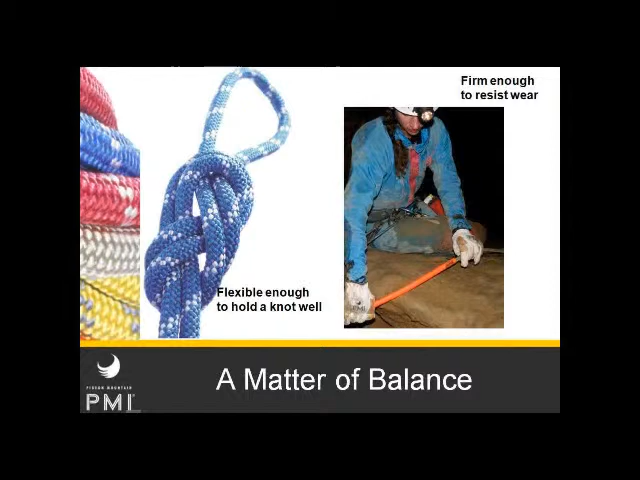 Firm enough
to resist wear
Flexible enough
to hold a knot well
A Matter of Balance
PIGEON MOUNTAIN
PMI